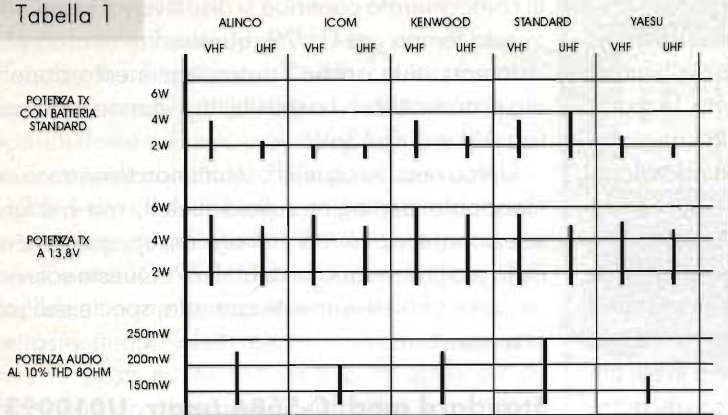 Tabella 1
ALINCO ICOM KENWOOD STANDARD YAESU
VHF UHF VHF UHF VHF UHF VHF UHF VHF UHF
POTENZA TX
CON BATTERIA
STANDARD
6W
4W
2W
POTENZA TX
A 13,8V
6W
4W
2W
POTENZA AUDIO
AL 10% THD 8OHM
250mW
200mW
150mW